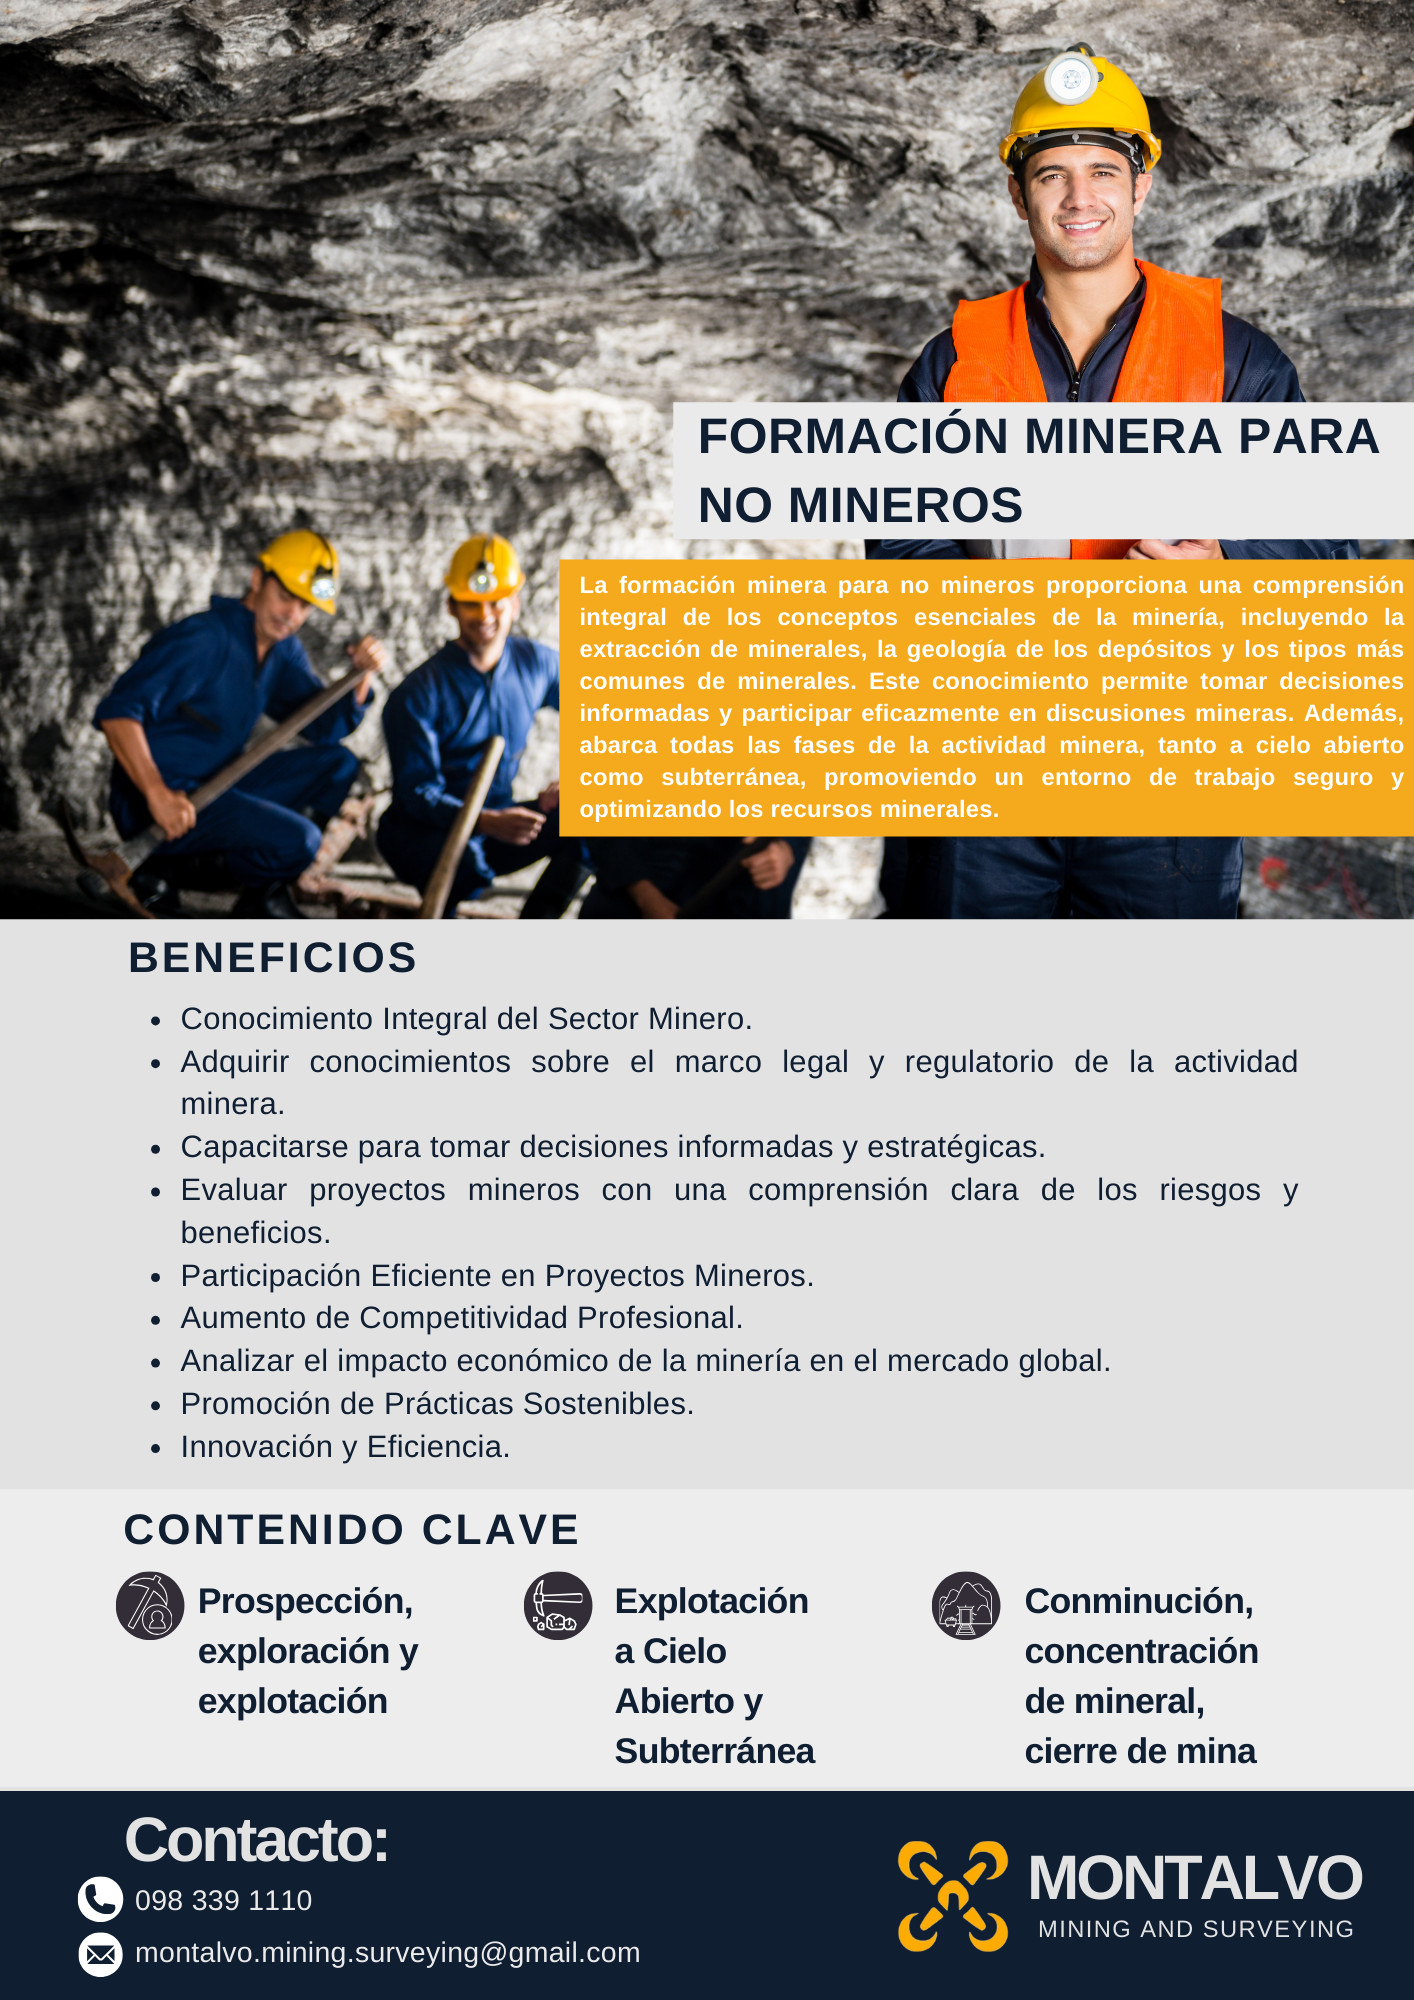 FORMACIÓN MINERA PARA
NO MINEROS
La formación minera para no mineros proporciona una comprensión
integral de los conceptos esenciales de la minería, incluyendo la
extracción de minerales, la geología de los depósitos y los tipos más
comunes de minerales. Este conocimiento permite tomar decisiones
informadas y participar eficazmente en discusiones mineras. Además,
abarca todas las fases de la actividad minera, tanto a cielo abierto
como subterránea, promoviendo un entorno de trabajo seguro y
optimizando los recursos minerales.
BENEFICIOS
• Conocimiento Integral del Sector Minero.
• Adquirir conocimientos sobre el marco legal y regulatorio de la actividad
minera.
• Capacitarse para tomar decisiones informadas y estratégicas.
• Evaluar proyectos mineros con una comprensión clara de los riesgos y
beneficios.
• Participación Eficiente en Proyectos Mineros.
• Aumento de Competitividad Profesional.
• Analizar el impacto económico de la minería en el mercado global.
• Promoción de Prácticas Sostenibles.
• Innovación y Eficiencia.
CONTENIDO CLAVE
Prospección,
exploración y
explotación
Explotación
a Cielo
Abierto y
Subterránea
Conminución,
concentración
de mineral,
cierre de mina
Contacto:
098 339 1110
montalvo.mining.surveying@gmail.com
MONTALVO
MINING AND SURVEYING